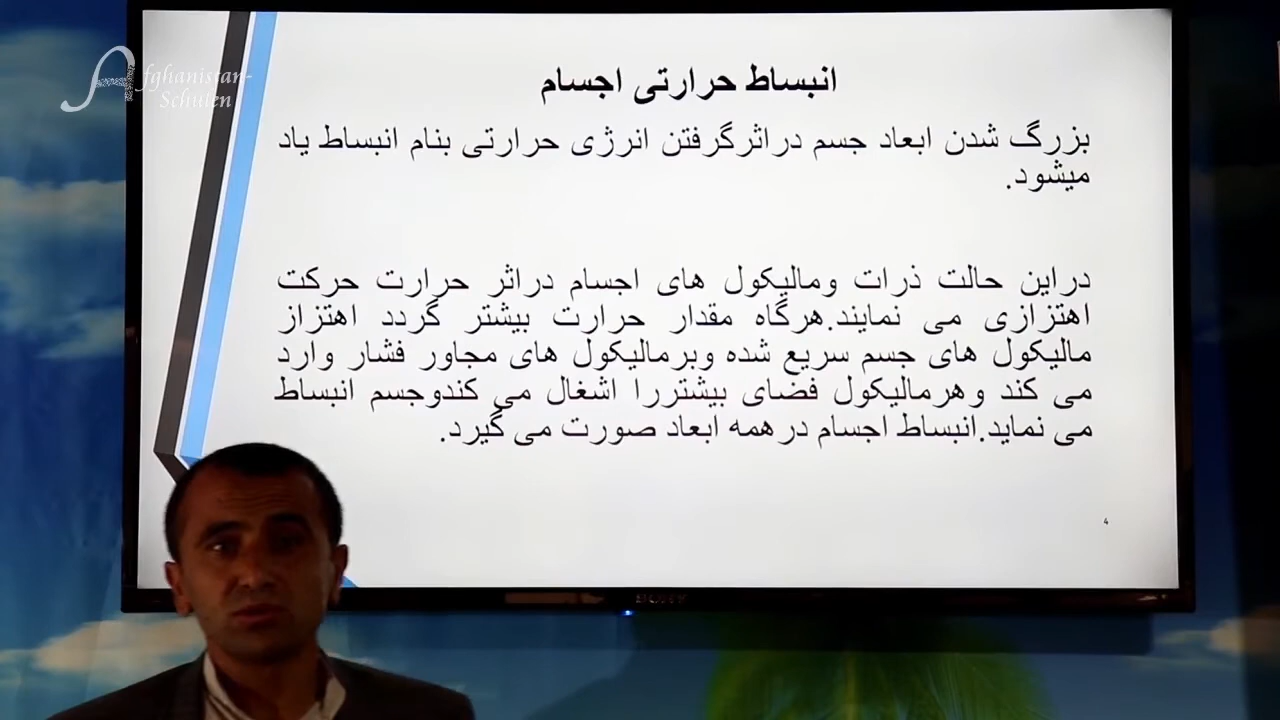 Afghanistan-
Schulen
انبساط حرارتی اجسام
بزرگ شدن ابعاد جسم دراثرگرفتن انرژی حرارتی بنام انبساط یاد
میشود.
دراین حالت ذرات ومالیکول های اجسام دراثر حرارت حرکت
اهتزازی می نمایند.هرگاه مقدار حرارت بیشتر گردد اهتزاز
مالیکول های جسم سریع شده وبرمالیکول های مجاور فشار وارد
می کند وهرمالیکول فضای بیشتررا اشغال می کندوجسم انبساط
می نماید.انبساط اجسام درهمه ابعاد صورت می گیرد.
4
SONY